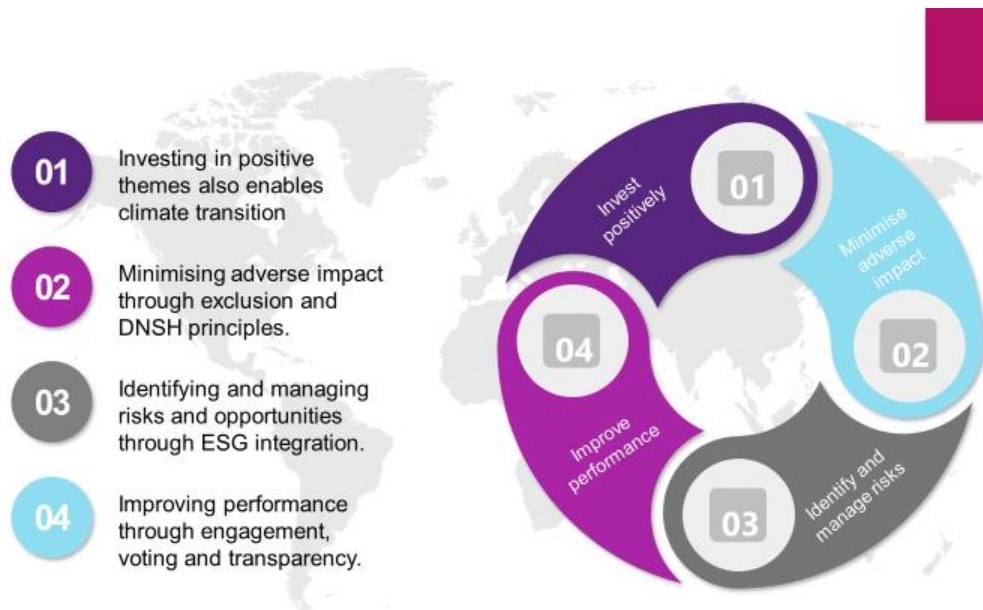 01
Investing in positive
themes also enables
climate transition
02
Minimising adverse impact
through exclusion and
DNSH principles.
03
Identifying and managing
risks and opportunities
through ESG integration.
04
Improving performance
through engagement,
voting and transparency.
01
Invest
positively
02
Minimise
adverse
impact
03
Identify and
manage risks
04
Improve
performance